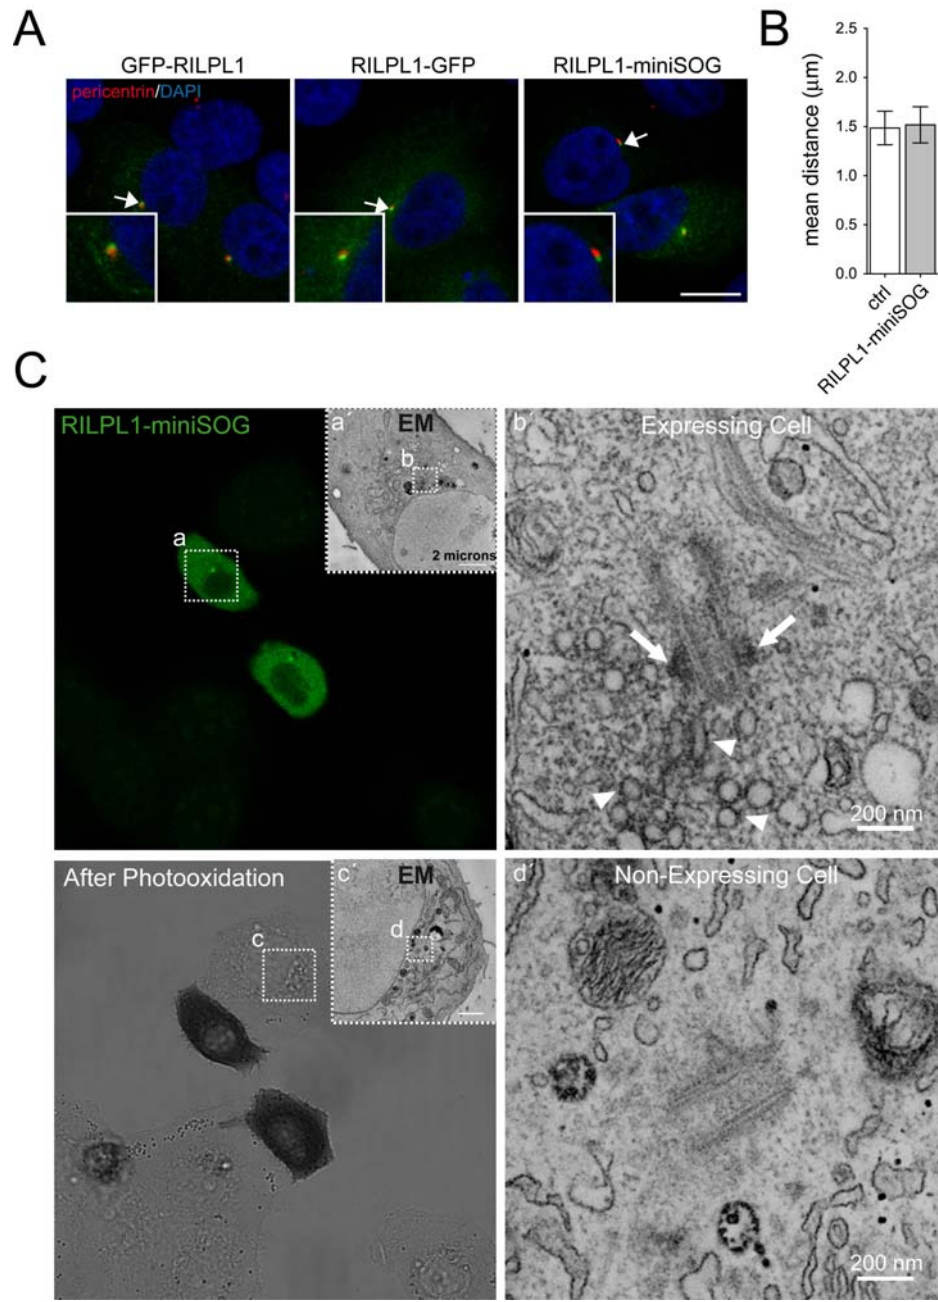 A
GFP-RILPL1 RILPL1-GFP RILPL1-miniSOG
pericentrin/DAPI
B
mean distance (μm)
2.5
2.0
1.5
1.0
0.5
0.0
ctrl
RILPL1-miniSOG
C
RILPL1-miniSOG
a
a´
EM
b
2 microns
b´
Expressing Cell
200 nm
After Photooxidation
c
c´
EM
d
d´
Non-Expressing Cell
200 nm